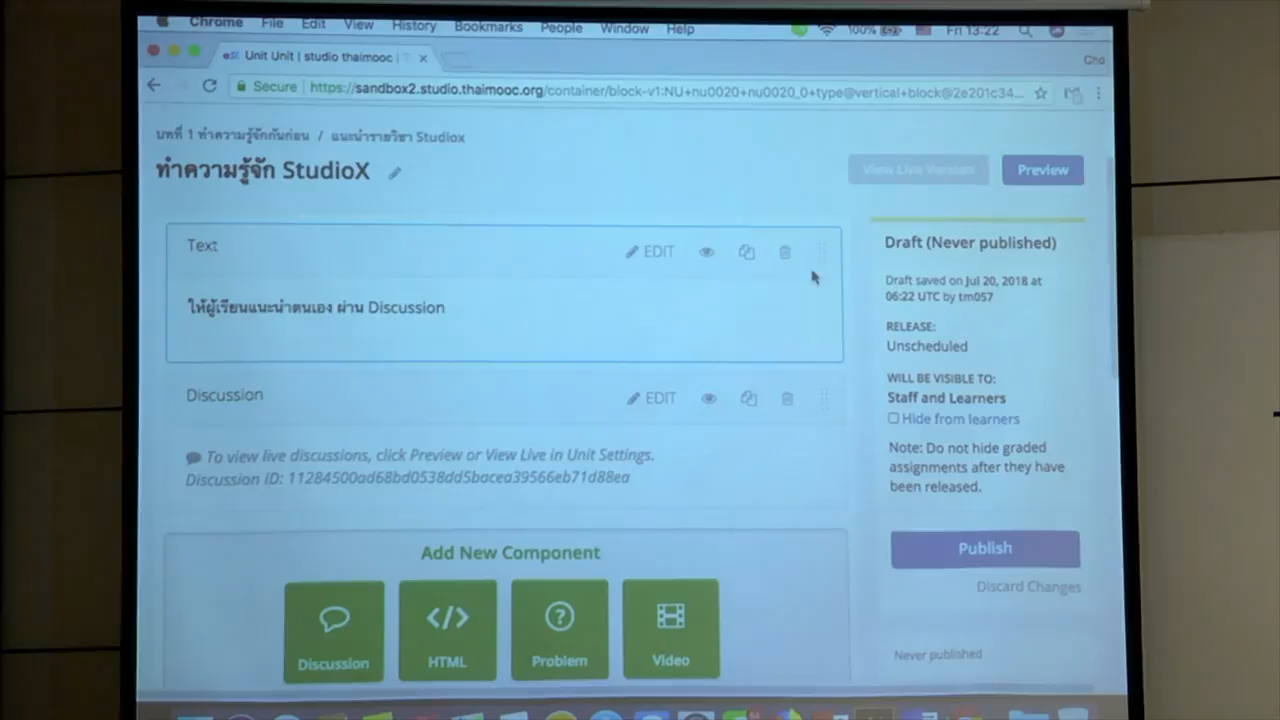 Chrome File Edit View History Bookmarks People Window Help 100% Fri 13:22
Unit Unit | studio thaimooc |
Cho
Secure | https://sandbox2.studio.thaimooc.org/container/block-v1:NU+nu0020+nu0020_0+type@vertical+block@2e201c34...
บทที่ 1 ทำความรู้จักกันก่อน / แนะนำรายวิชา Studiox
ทำความรู้จัก StudioX
View Live Version
Preview
Text
EDIT
ให้ผู้เรียนแนะนำตนเอง ผ่าน Discussion
Discussion
EDIT
To view live discussions, click Preview or View Live in Unit Settings.
Discussion ID: 11284500ad68bd0538dd5bacea39566eb71d88ea
Add New Component
Discussion
HTML
Problem
Video
Draft (Never published)
Draft saved on Jul 20, 2018 at
06:22 UTC by tm057
RELEASE:
Unscheduled
WILL BE VISIBLE TO:
Staff and Learners
Hide from learners
Note: Do not hide graded
assignments after they have
been released.
Publish
Discard Changes
Never published